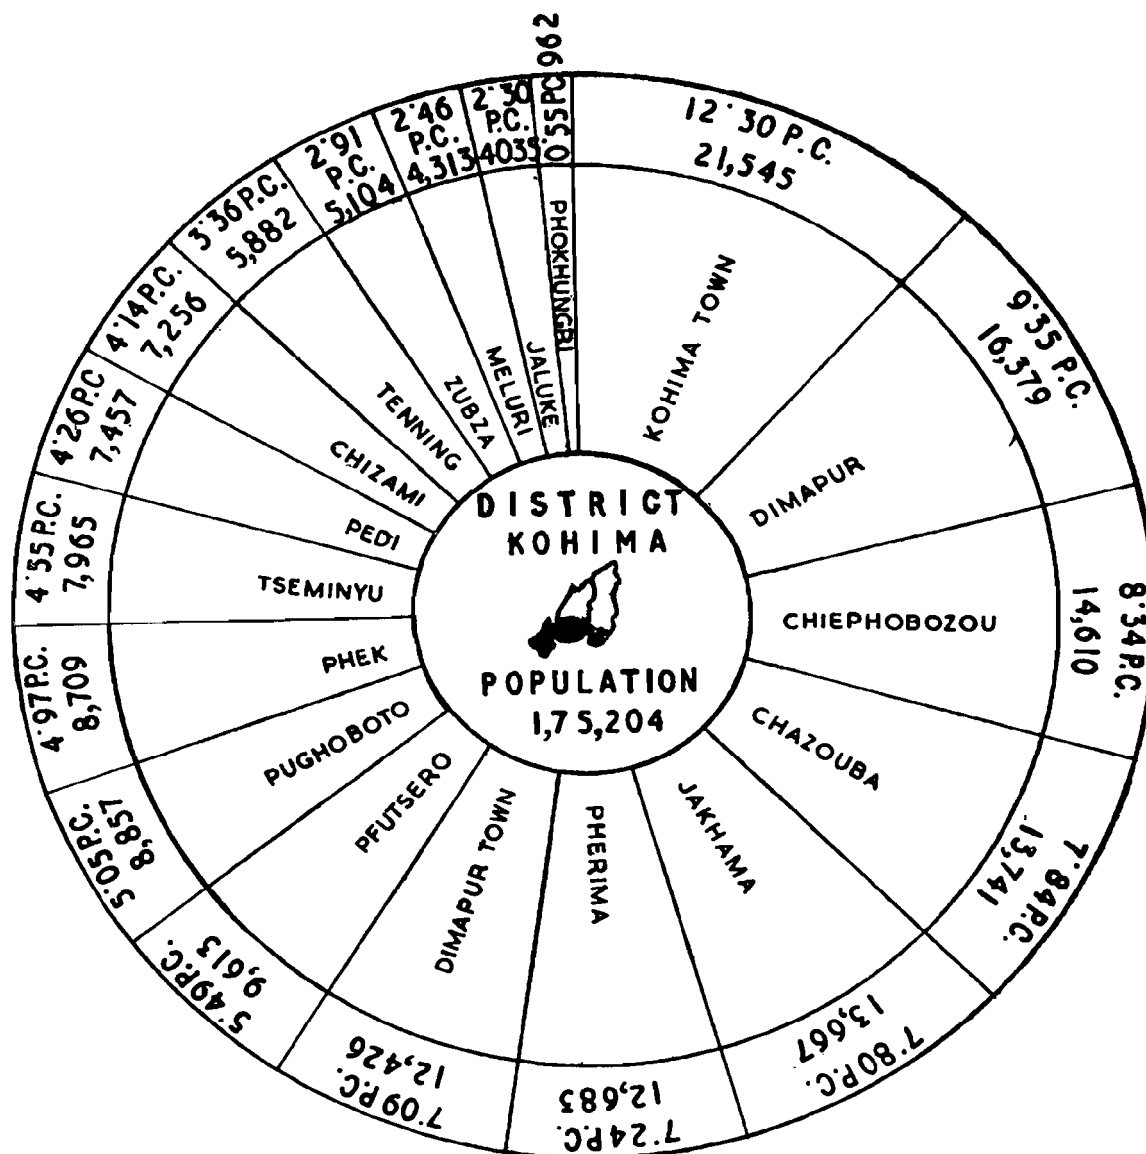 DISTRICT
KOHIMA
POPULATION
1,75,204
12·30 P.C.
21,545
KOHIMA TOWN
9·35 P.C.
16,379
DIMAPUR
8·34 P.C.
14,610
CHIEPHOBOZOU
7·84 P.C.
13,741
CHAZOUBA
7·80 P.C.
13,667
JAKHAMA
7·24 P.C.
12,683
PHERIMA
7·09 P.C.
12,426
DIMAPUR TOWN
5·49 P.C.
9,613
PFUTSERO
5·05 P.C.
8,857
PUGHOBOTO
4·97 P.C.
8,709
PHEK
4·55 P.C.
7,965
TSEMINYU
4·26 P.C
7,457
PEDI
4·14 P.C.
7,256
CHIZAMI
3·36 P.C.
5,882
TENNING
2·91
P.C.
5,104
ZUBZA
2·46
P.C.
4,313
MELURI
2·30
P.C.
4035
JALUKE
0·55 PC 962
PHOKHUNGRI